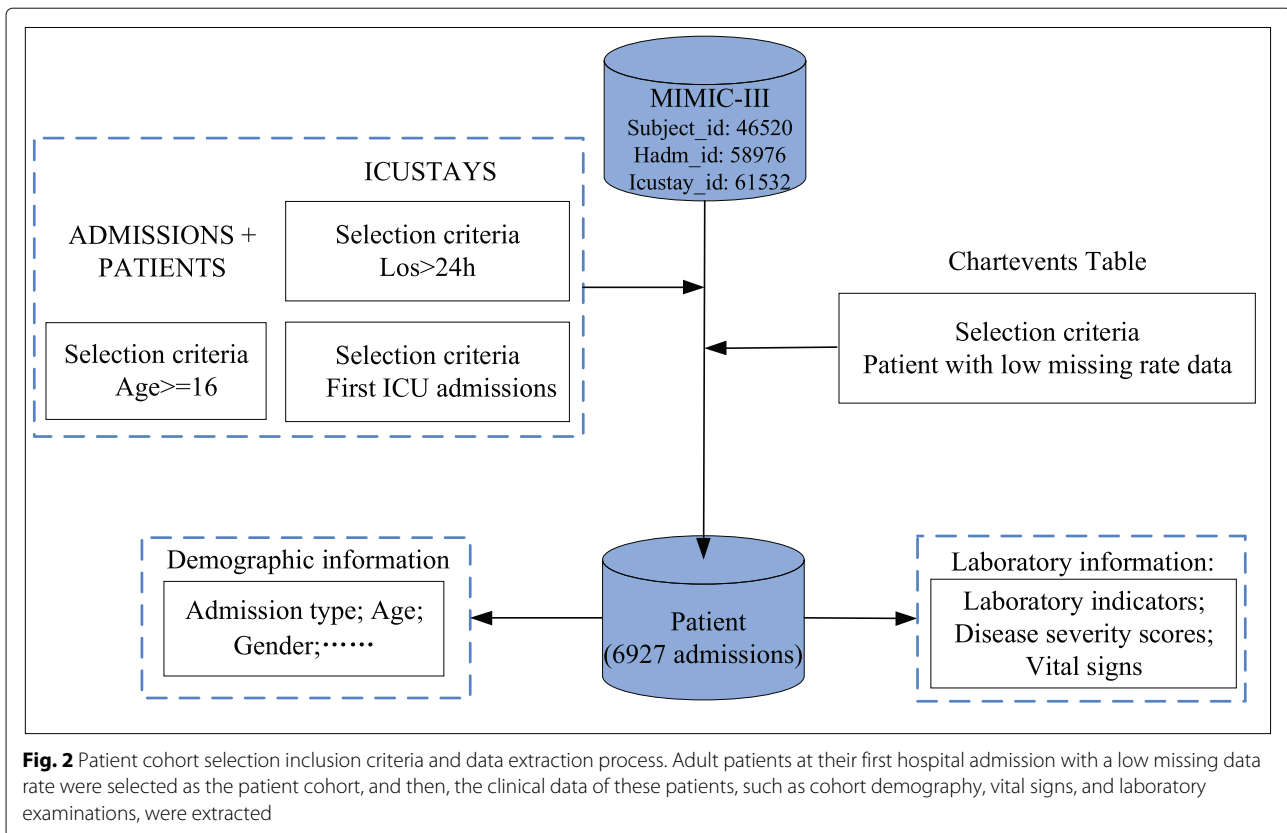 MIMIC-III
Subject_id: 46520
Hadm_id: 58976
Icustay_id: 61532
ICUSTAYS
ADMISSIONS +
PATIENTS
Selection criteria
Los>24h
Selection criteria
Age>=16
Selection criteria
First ICU admissions
Chartevents Table
Selection criteria
Patient with low missing rate data
Demographic information
Admission type; Age;
Gender;······
Patient
(6927 admissions)
Laboratory information:
Laboratory indicators;
Disease severity scores;
Vital signs
Fig. 2 Patient cohort selection inclusion criteria and data extraction process. Adult patients at their first hospital admission with a low missing data
rate were selected as the patient cohort, and then, the clinical data of these patients, such as cohort demography, vital signs, and laboratory
examinations, were extracted